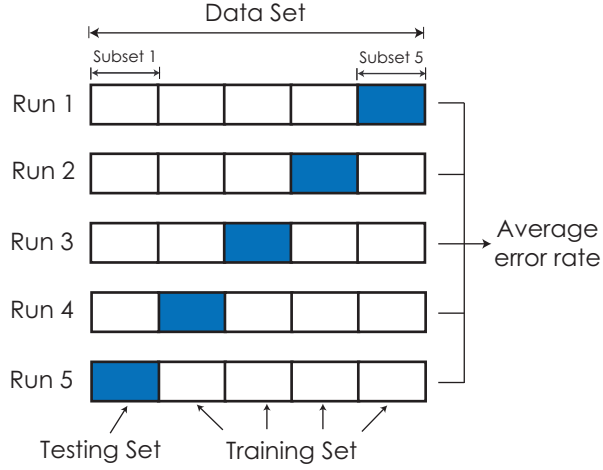 Data Set
Subset 1
Subset 5
Run 1
Run 2
Run 3
Average
error rate
Run 4
Run 5
Testing Set
Training Set